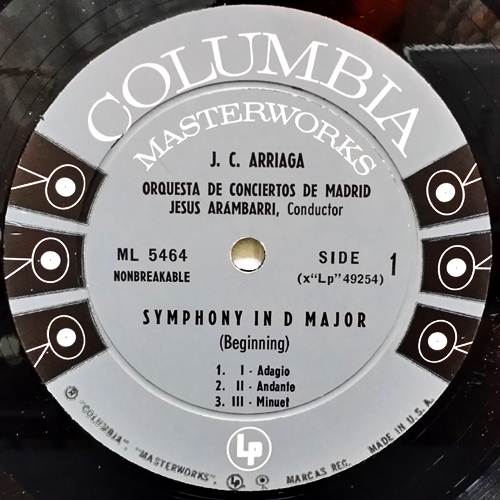 COLUMBIA
MASTERWORKS
J. C. ARRIAGA
ORQUESTA DE CONCIERTOS DE MADRID
JESUS ARÁMBARRI, Conductor
ML 5464
NONBREAKABLE
SIDE 1
(x"Lp"49254)
SYMPHONY IN D MAJOR
(Beginning)
1. I - Adagio
2. II - Andante
3. III - Minuet
® "COLUMBIA", "MASTERWORKS", Lp MARCAS REG. MADE IN U.S.A.